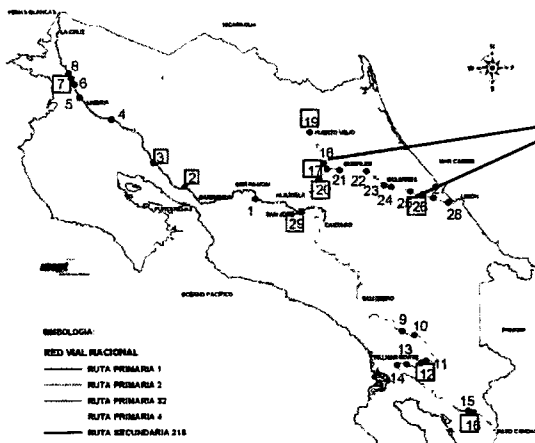 NICARAGUA
LA CRUZ
8
7
6
5
4
3
2
1
19
PUERTO VIEJO
18
17
20
21
22
23
24
25
26
27
28
MAR CARIBE
LIMON
SAN RAMON
ALAJUELA
SAN JOSE
29
CARTAGO
OCEANO PACIFICO
9
10
11
12
13
14
15
16
PANAMA
SIMBOLOGIA:
RED VIAL NACIONAL
RUTA PRIMARIA 1
RUTA PRIMARIA 2
RUTA PRIMARIA 32
RUTA PRIMARIA 4
RUTA SECUNDARIA 218